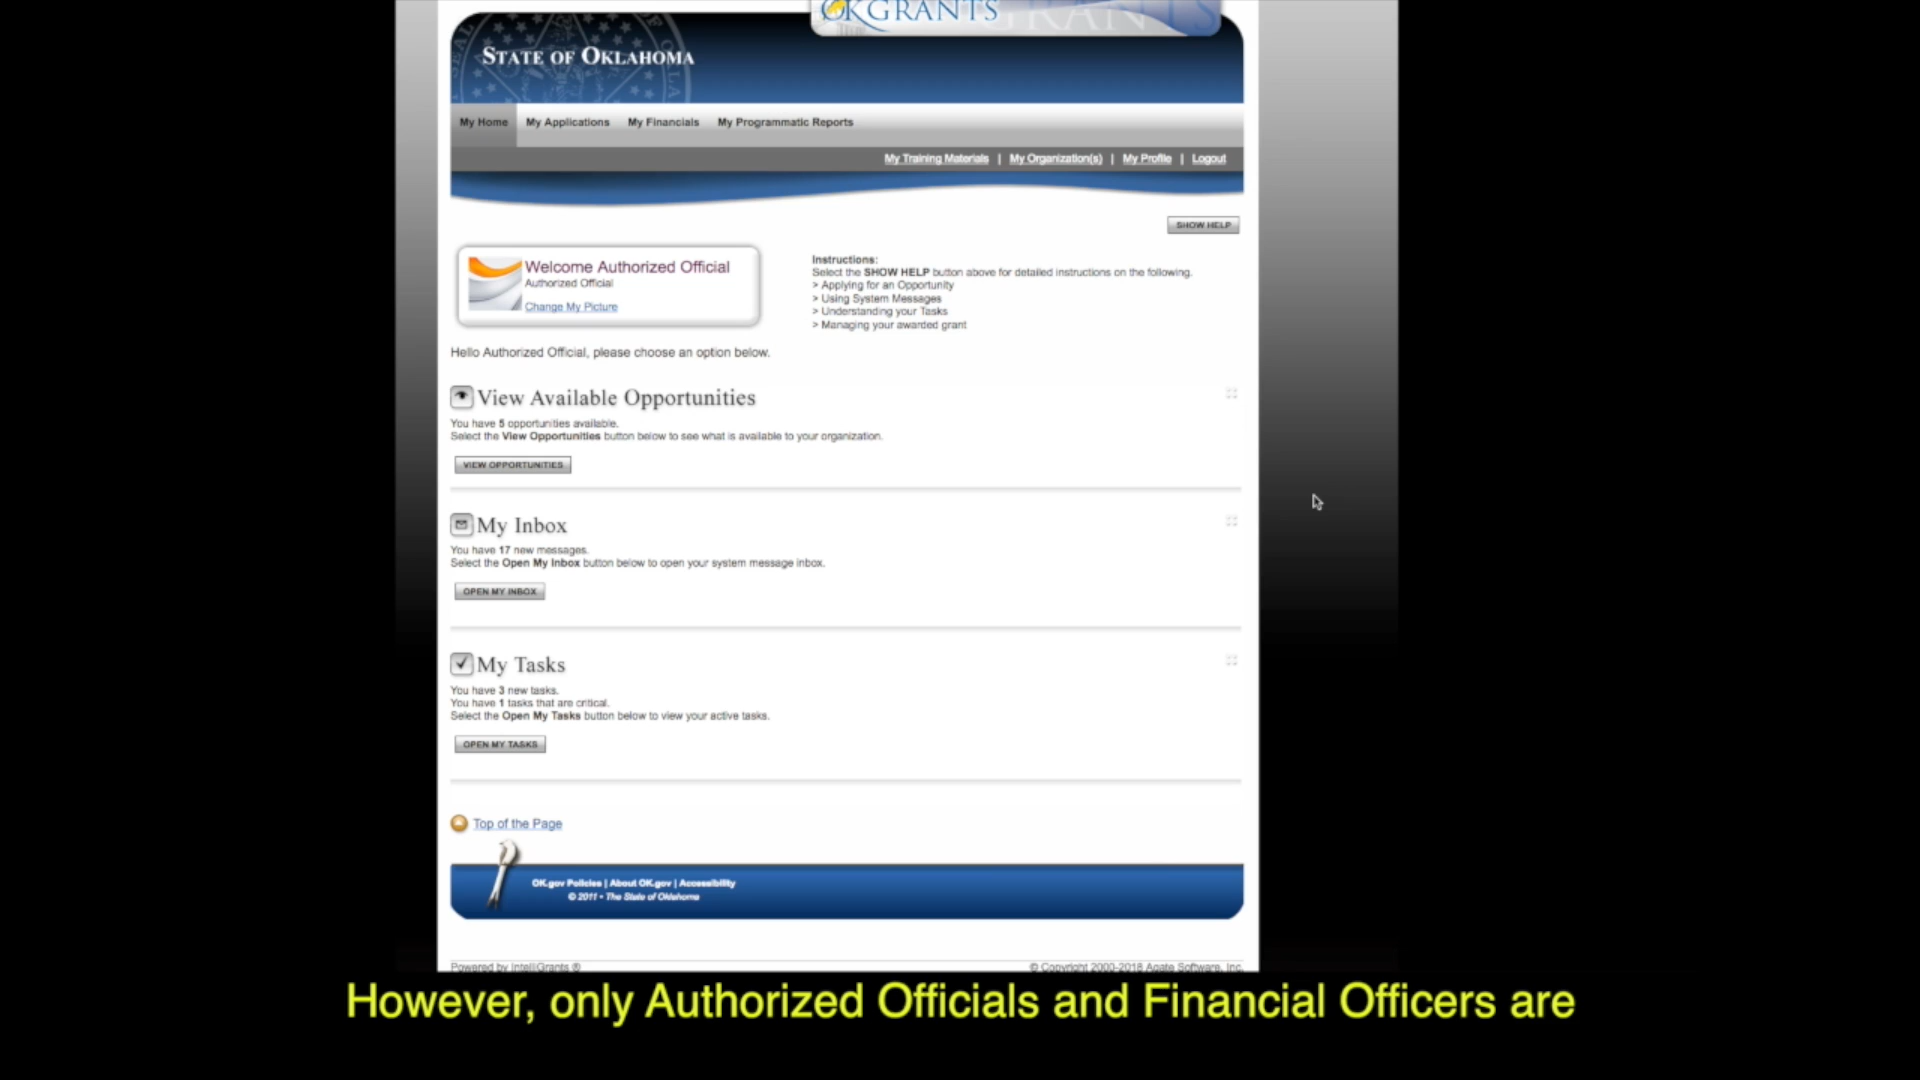 OKGRANTS
STATE OF OKLAHOMA
My Home My Applications My Financials My Programmatic Reports
My Training Materials | My Organization(s) | My Profile | Logout
SHOW HELP
Welcome Authorized Official
Authorized Official
Change My Picture
Instructions:
Select the SHOW HELP button above for detailed instructions on the following.
> Applying for an Opportunity
> Using System Messages
> Understanding your Tasks
> Managing your awarded grant
Hello Authorized Official, please choose an option below.
View Available Opportunities
You have 5 opportunities available.
Select the View Opportunities button below to see what is available to your organization.
VIEW OPPORTUNITIES
My Inbox
You have 17 new messages.
Select the Open My Inbox button below to open your system message inbox.
OPEN MY INBOX
My Tasks
You have 3 new tasks.
You have 1 tasks that are critical.
Select the Open My Tasks button below to view your active tasks.
OPEN MY TASKS
Top of the Page
OK.gov Policies | About OK.gov | Accessibility
© 2011 • The State of Oklahoma
Powered by IntelliGrants ® © Copyright 2000-2018 Agate Software, Inc.
However, only Authorized Officials and Financial Officers are